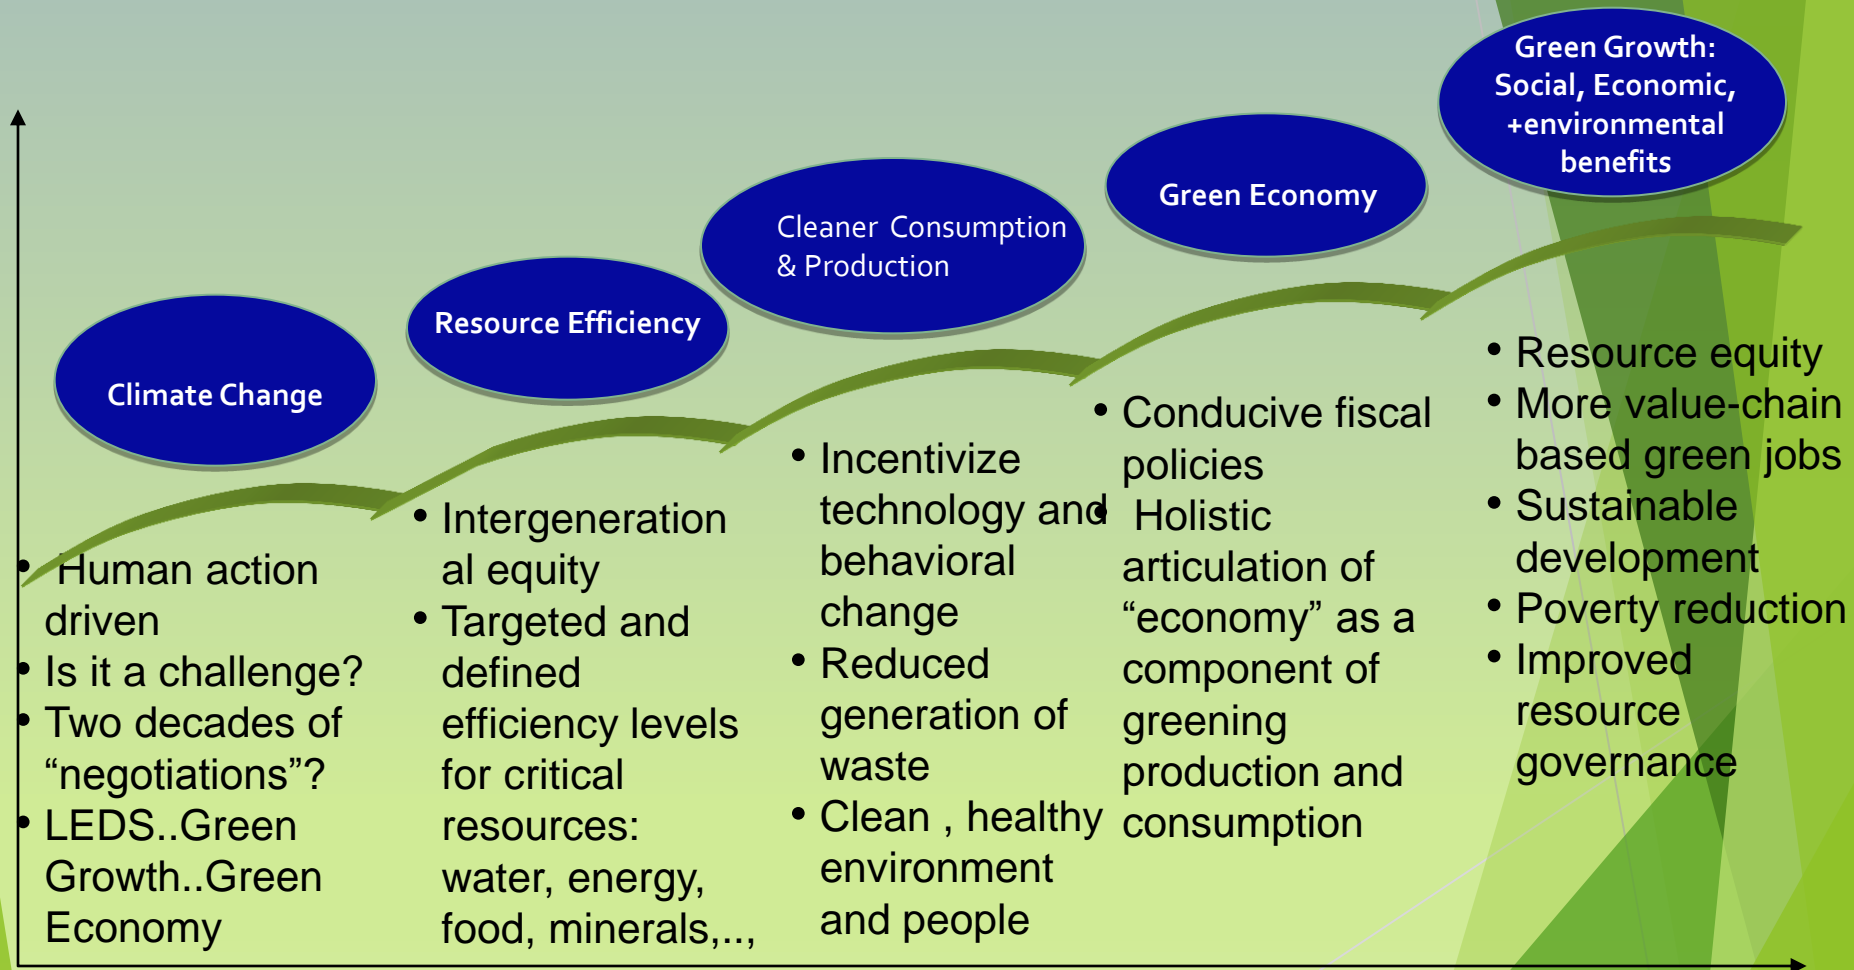 Climate Change
• Human action
driven
• Is it a challenge?
• Two decades of
“negotiations”?
• LEDS..Green
Growth..Green
Economy
Resource Efficiency
• Intergeneration
al equity
• Targeted and
defined
efficiency levels
for critical
resources:
water, energy,
food, minerals,..,
Cleaner Consumption
& Production
• Incentivize
technology and
behavioral
change
• Reduced
generation of
waste
• Clean , healthy
environment
and people
Green Economy
• Conducive fiscal
policies
• Holistic
articulation of
“economy” as a
component of
greening
production and
consumption
Green Growth:
Social, Economic,
+environmental
benefits
• Resource equity
• More value-chain
based green jobs
• Sustainable
development
• Poverty reduction
• Improved
resource
governance